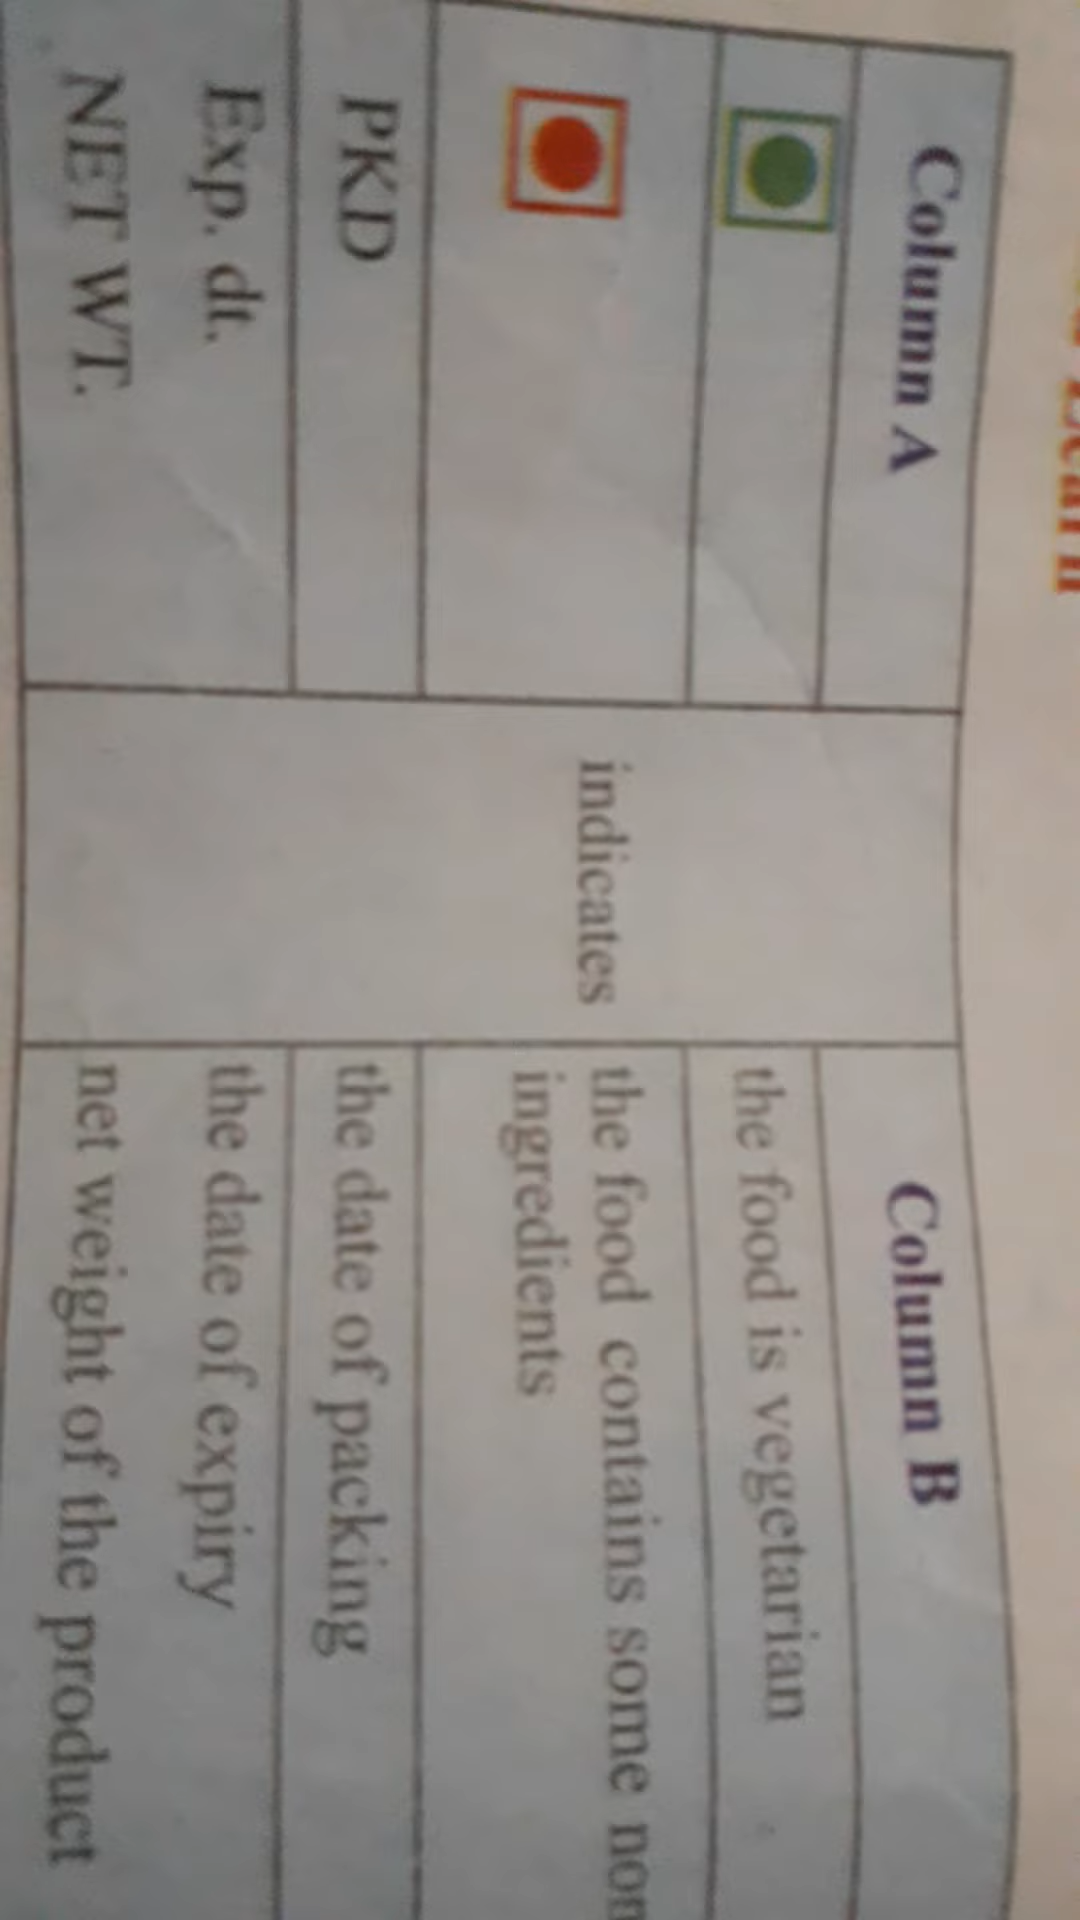 Column A
Column B
the food is vegetarian
indicates
the food contains some
ingredients
PKD
the date of packing
Exp. dt.
the date of expiry
NET WT.
net weight of the product